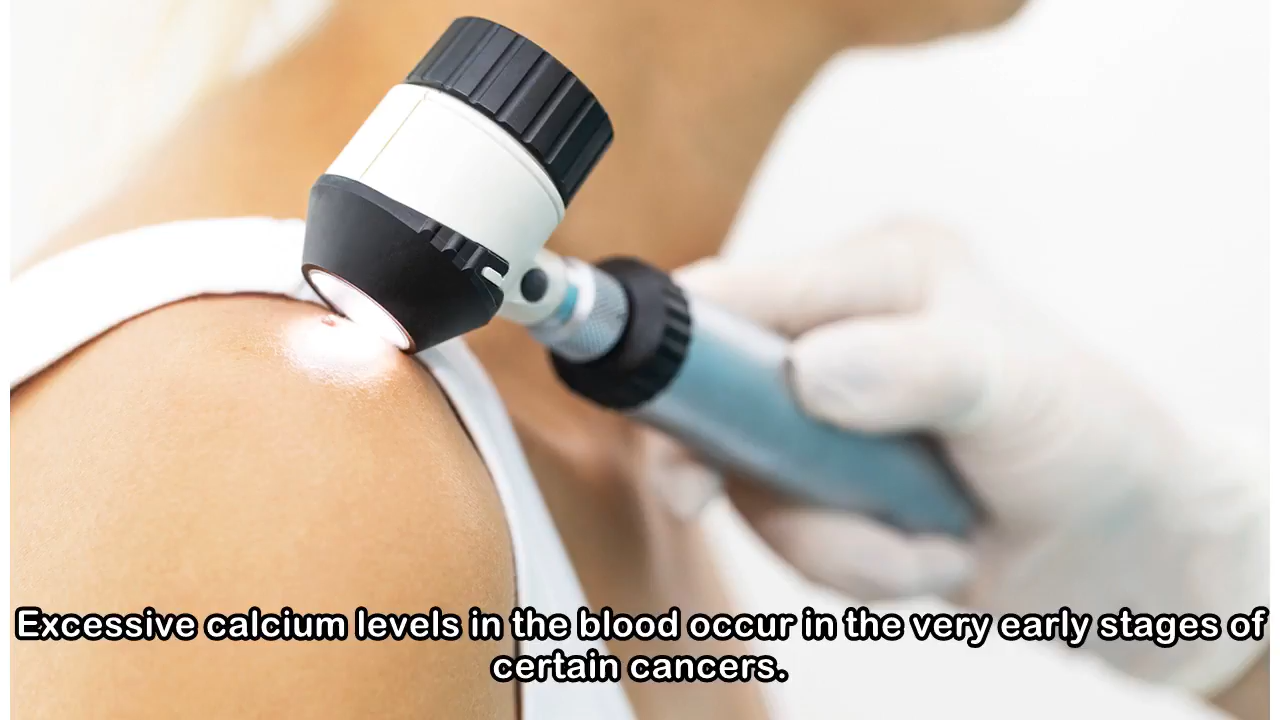 Excessive calcium levels in the blood occur in the very early stages of
certain cancers.